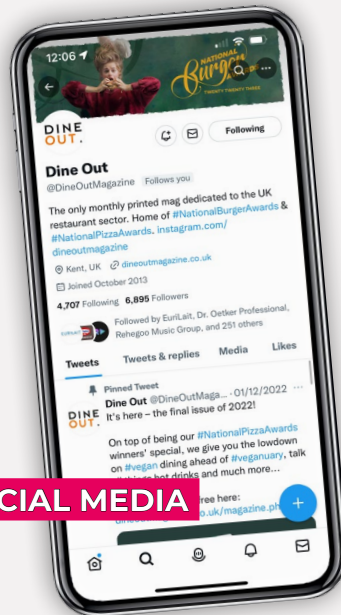 12:06
NATIONAL
Burger
TWENTY TWENTY THREE
DINE
OUT.
Following
Dine Out
@DineOutMagazine Follows you
The only monthly printed mag dedicated to the UK
restaurant sector. Home of #NationalBurgerAwards &
#NationalPizzaAwards. instagram.com/
dineoutmagazine
Kent, UK dineoutmagazine.co.uk
Joined October 2013
4,707 Following 6,895 Followers
Followed by EuriLait, Dr. Oetker Professional,
Rehegoo Music Group, and 251 others
Tweets Tweets & replies Media Likes
Pinned Tweet
DINE
OUT.
Dine Out @DineOutMaga... · 01/12/2022 ...
It's here – the final issue of 2022!
On top of being our #NationalPizzaAwards
winners' special, we give you the lowdown
on #vegan dining ahead of #veganuary, talk
hot drinks and much more...
CIAL MEDIA
ree here:
o.uk/magazine.ph